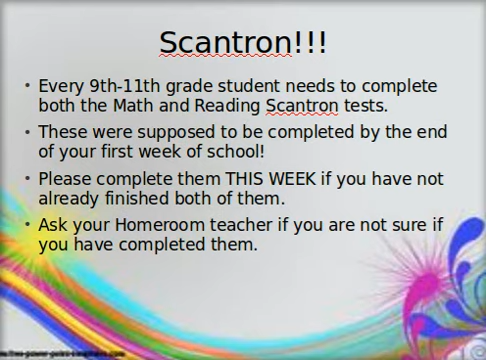 Scantron!!!
• Every 9th-11th grade student needs to complete
both the Math and Reading Scantron tests.
• These were supposed to be completed by the end
of your first week of school!
• Please complete them THIS WEEK if you have not
already finished both of them.
• Ask your Homeroom teacher if you are not sure if
you have completed them.